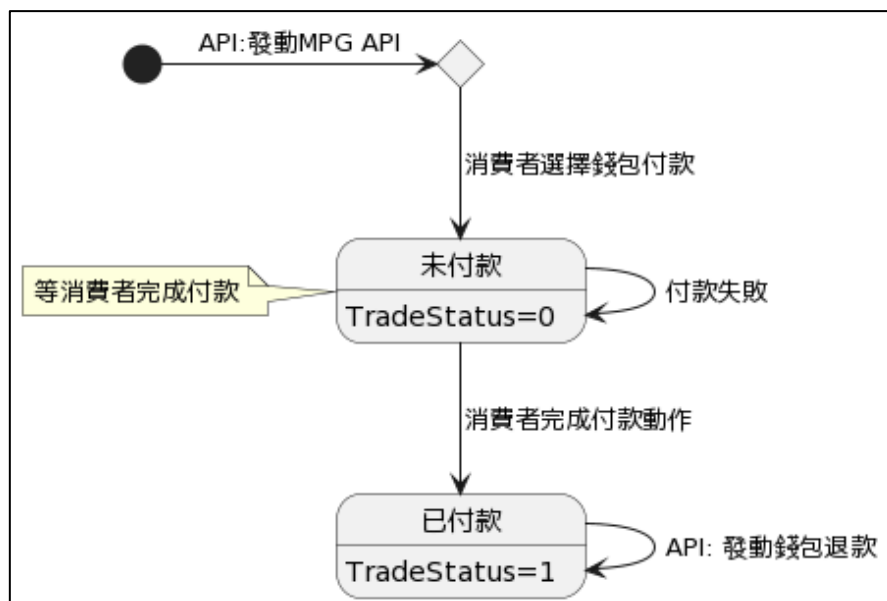 API:發動MPG API
消費者選擇錢包付款
未付款
等消費者完成付款
TradeStatus=0
付款失敗
消費者完成付款動作
已付款
TradeStatus=1
API: 發動錢包退款